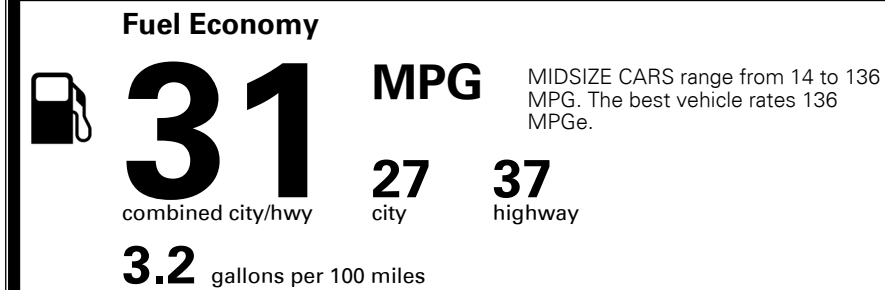 Fuel Economy
31 MPG
MIDSIZE CARS range from 14 to 136
MPG. The best vehicle rates 136
MPGe.
27 37
combined city/hwy city highway
3.2 gallons per 100 miles